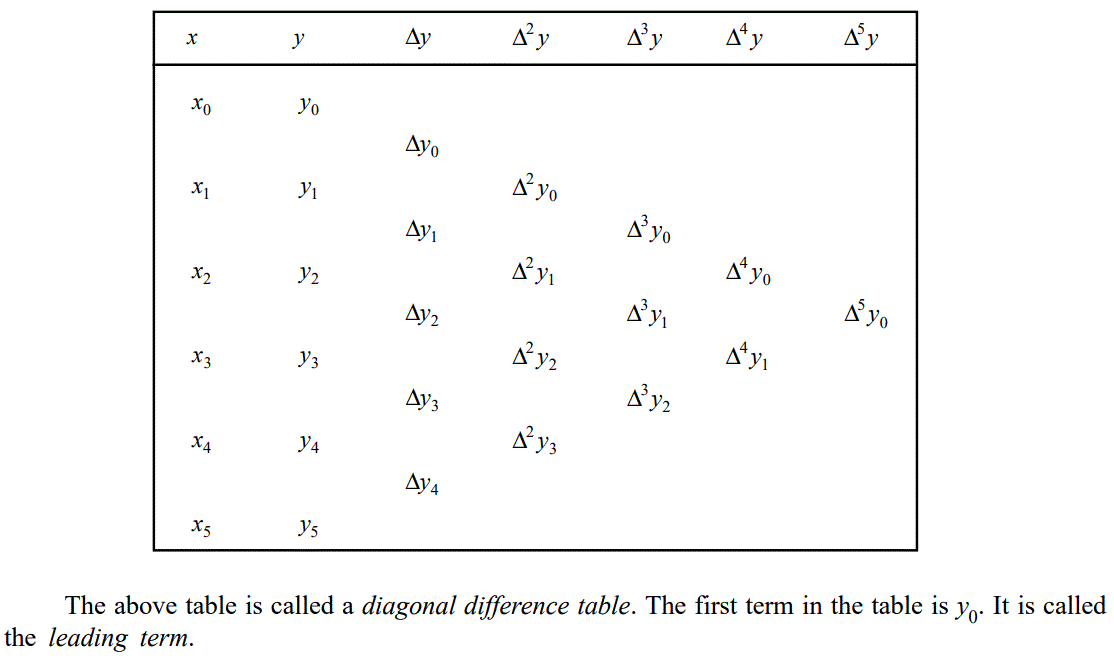 x y Δy Δ²y Δ³y Δ⁴y Δ⁵y
x₀ y₀
Δy₀
x₁ y₁ Δ²y₀
Δy₁ Δ³y₀
x₂ y₂ Δ²y₁ Δ⁴y₀
Δy₂ Δ³y₁ Δ⁵y₀
x₃ y₃ Δ²y₂ Δ⁴y₁
Δy₃ Δ³y₂
x₄ y₄ Δ²y₃
Δy₄
x₅ y₅
The above table is called a diagonal difference table. The first term in the table is y₀. It is called
the leading term.